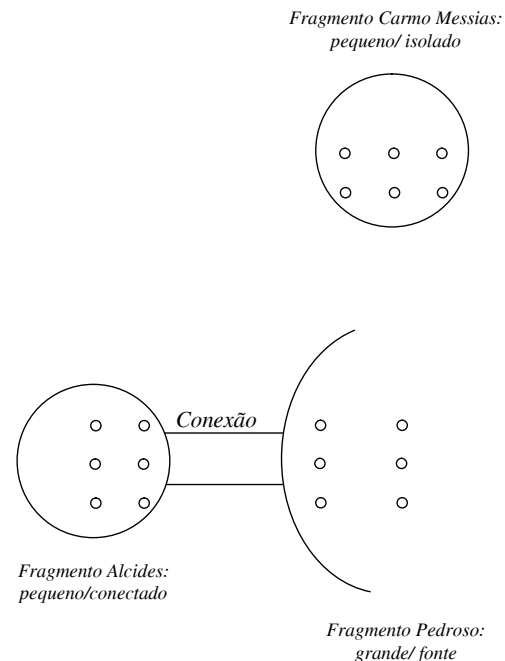 Fragmento Carmo Messias:
pequeno/ isolado
Conexão
Fragmento Alcides:
pequeno/conectado
Fragmento Pedroso:
grande/ fonte